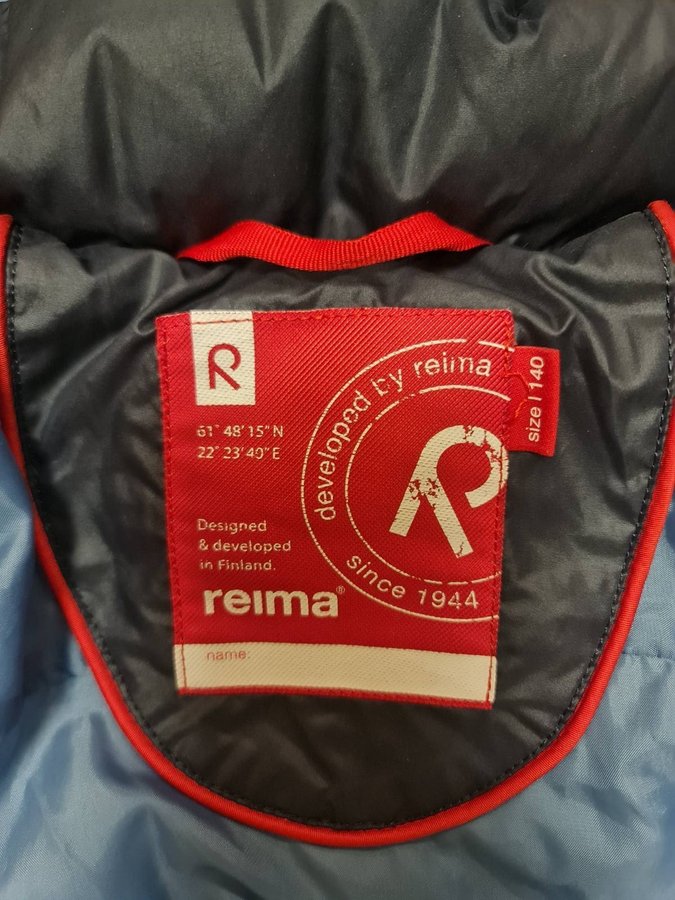 R
61° 48' 15" N
22° 23' 40" E
developed by reima
since 1944
size | 140
Designed
& developed
in Finland.
reima®
name: